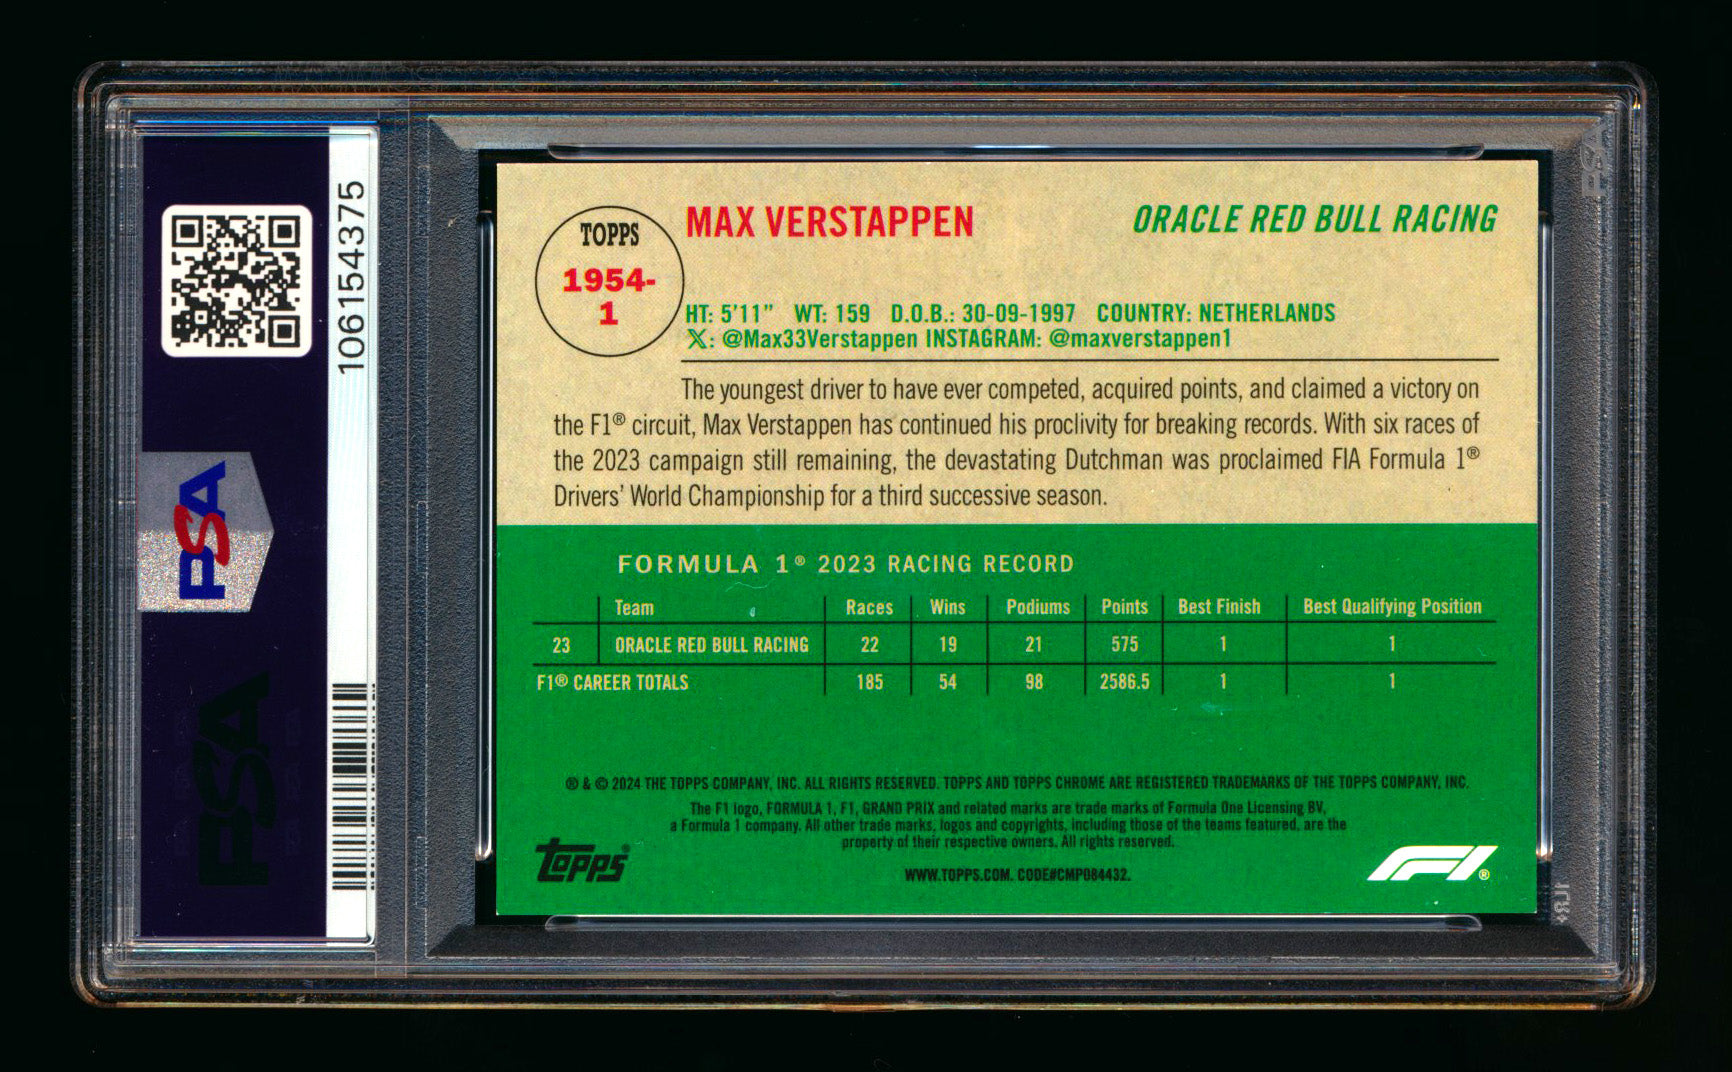 106154375
PSA
PSA
TOPPS
1954-
1
MAX VERSTAPPEN
ORACLE RED BULL RACING
HT: 5'11" WT: 159 D.O.B.: 30-09-1997 COUNTRY: NETHERLANDS
X: @Max33Verstappen INSTAGRAM: @maxverstappen1
The youngest driver to have ever competed, acquired points, and claimed a victory on
the F1® circuit, Max Verstappen has continued his proclivity for breaking records. With six races of
the 2023 campaign still remaining, the devastating Dutchman was proclaimed FIA Formula 1®
Drivers' World Championship for a third successive season.
FORMULA 1® 2023 RACING RECORD
Team Races Wins Podiums Points Best Finish Best Qualifying Position
23 ORACLE RED BULL RACING 22 19 21 575 1 1
F1® CAREER TOTALS 185 54 98 2586.5 1 1
® & © 2024 THE TOPPS COMPANY, INC. ALL RIGHTS RESERVED. TOPPS AND TOPPS CHROME ARE REGISTERED TRADEMARKS OF THE TOPPS COMPANY, INC.
The F1 logo, FORMULA 1, F1, GRAND PRIX and related marks are trade marks of Formula One Licensing BV,
a Formula 1 company. All other trade marks, logos and copyrights, including those of the teams featured, are the
property of their respective owners. All rights reserved.
WWW.TOPPS.COM. CODE#CMP084432.
Topps®
F1®